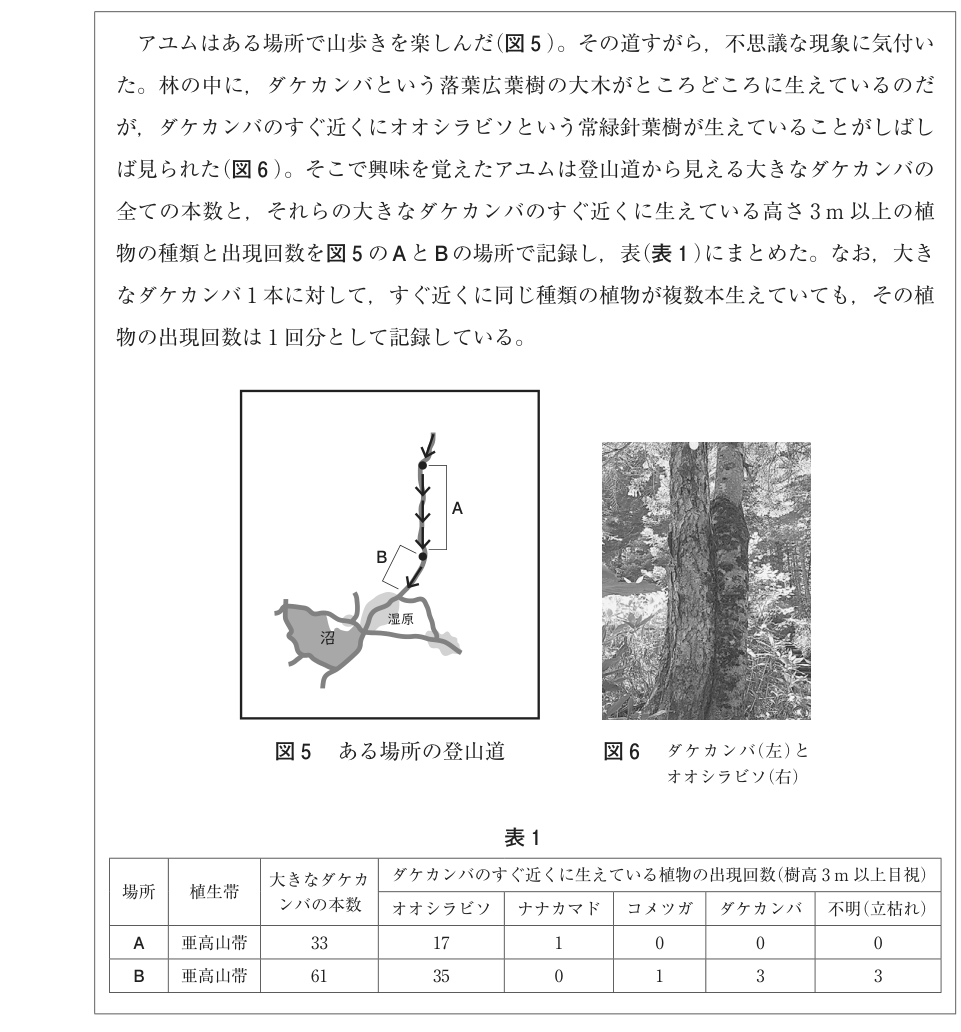 アユムはある場所で山歩きを楽しんだ(図5)。その道すがら，不思議な現象に気付い
た。林の中に，ダケカンバという落葉広葉樹の大木がところどころに生えているのだ
が，ダケカンバのすぐ近くにオオシラビソという常緑針葉樹が生えていることがしばし
ば見られた(図6)。そこで興味を覚えたアユムは登山道から見える大きなダケカンバの
全ての本数と，それらの大きなダケカンバのすぐ近くに生えている高さ3m以上の植
物の種類と出現回数を図5のAとBの場所で記録し，表(表1)にまとめた。なお，大き
なダケカンバ1本に対して，すぐ近くに同じ種類の植物が複数本生えていても，その植
物の出現回数は1回分として記録している。
A
B
湿原
沼
図5 ある場所の登山道
図6 ダケカンバ(左)と
オオシラビソ(右)
表1
場所 植生帯 大きなダケカ
ンバの本数 ダケカンバのすぐ近くに生えている植物の出現回数(樹高3m以上目視)
オオシラビソ ナナカマド コメツガ ダケカンバ 不明(立枯れ)
A 亜高山帯 33 17 1 0 0 0
B 亜高山帯 61 35 0 1 3 3